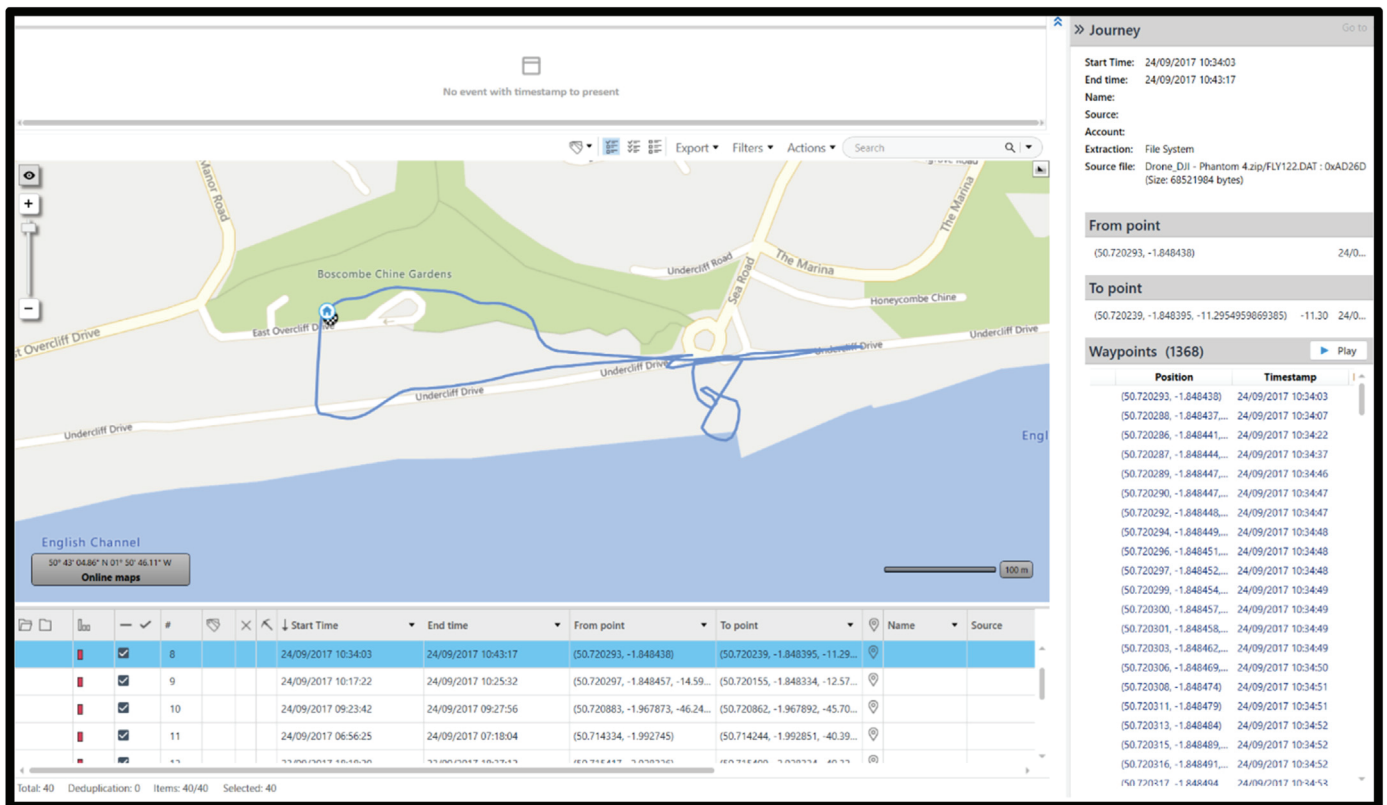 No event with timestamp to present
Export
Filters
Actions
Search
Manor Road
The Marina
Undercliff Road
The Marina
Sea Road
Boscombe Chine Gardens
Honeycombe Chine
East Overcliff Drive
t Overcliff Drive
Undercliff Drive
Undercliff Drive
Undercliff Drive
Undercliff Drive
Undercliff Drive
Engl
English Channel
50° 43' 04.86" N 01° 50' 46.11" W
Online maps
100 m
# Start Time End time From point To point Name Source
8 24/09/2017 10:34:03 24/09/2017 10:43:17 (50.720293, -1.848438) (50.720239, -1.848395, -11.29...
9 24/09/2017 10:17:22 24/09/2017 10:25:32 (50.720297, -1.848457, -14.59... (50.720155, -1.848334, -12.57...
10 24/09/2017 09:23:42 24/09/2017 09:27:56 (50.720883, -1.967873, -46.24... (50.720862, -1.967892, -45.70...
11 24/09/2017 06:56:25 24/09/2017 07:18:04 (50.714334, -1.992745) (50.714244, -1.992851, -40.39...
Total: 40 Deduplication: 0 Items: 40/40 Selected: 40
Journey
Go to
Start Time: 24/09/2017 10:34:03
End time: 24/09/2017 10:43:17
Name:
Source:
Account:
Extraction: File System
Source file: Drone_DJI - Phantom 4.zip/FLY122.DAT : 0xAD26D
(Size: 68521984 bytes)
From point
(50.720293, -1.848438) 24/0...
To point
(50.720239, -1.848395, -11.2954959869385) -11.30 24/0...
Waypoints (1368)
Play
Position Timestamp
(50.720293, -1.848438) 24/09/2017 10:34:03
(50.720288, -1.848437,... 24/09/2017 10:34:07
(50.720286, -1.848441,... 24/09/2017 10:34:22
(50.720287, -1.848444,... 24/09/2017 10:34:37
(50.720289, -1.848447,... 24/09/2017 10:34:46
(50.720290, -1.848447,... 24/09/2017 10:34:47
(50.720292, -1.848448,... 24/09/2017 10:34:47
(50.720294, -1.848449,... 24/09/2017 10:34:48
(50.720296, -1.848451,... 24/09/2017 10:34:48
(50.720297, -1.848452,... 24/09/2017 10:34:48
(50.720299, -1.848454,... 24/09/2017 10:34:49
(50.720300, -1.848457,... 24/09/2017 10:34:49
(50.720301, -1.848458,... 24/09/2017 10:34:49
(50.720303, -1.848462,... 24/09/2017 10:34:49
(50.720306, -1.848469,... 24/09/2017 10:34:50
(50.720308, -1.848474) 24/09/2017 10:34:51
(50.720311, -1.848479) 24/09/2017 10:34:51
(50.720313, -1.848484) 24/09/2017 10:34:52
(50.720315, -1.848489,... 24/09/2017 10:34:52
(50.720316, -1.848491,... 24/09/2017 10:34:52
(50.720317, -1.848494 24/09/2017 10:34:53